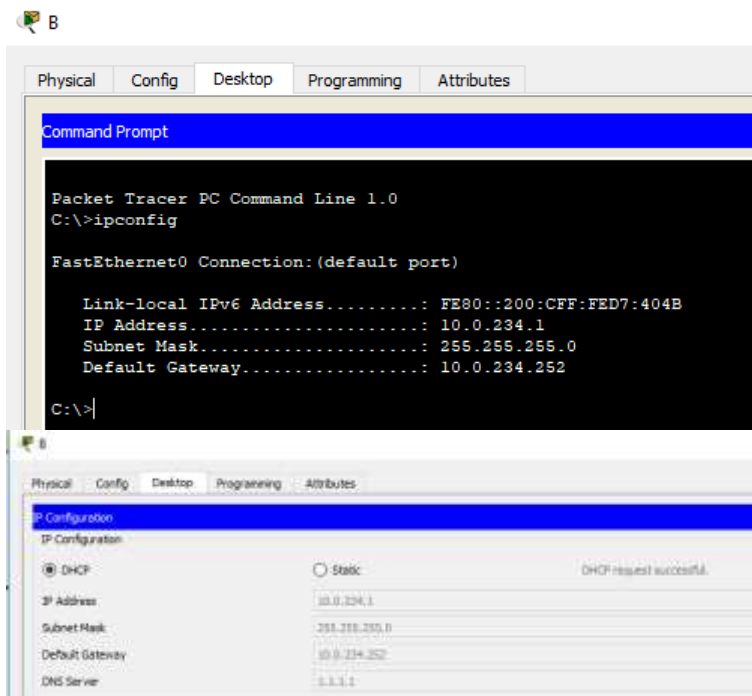 B
Physical Config Desktop Programming Attributes
Command Prompt
Packet Tracer PC Command Line 1.0
C:\>ipconfig
FastEthernet0 Connection:(default port)
Link-local IPv6 Address.........: FE80::200:CFF:FED7:404B
IP Address......................: 10.0.234.1
Subnet Mask.....................: 255.255.255.0
Default Gateway.................: 10.0.234.252
C:\>
B
Physical Config Desktop Programming Attributes
IP Configuration
IP Configuration
DHCP Static DHCP request successful.
IP Address 10.0.234.1
Subnet Mask 255.255.255.0
Default Gateway 10.0.234.252
DNS Server 1.1.1.1